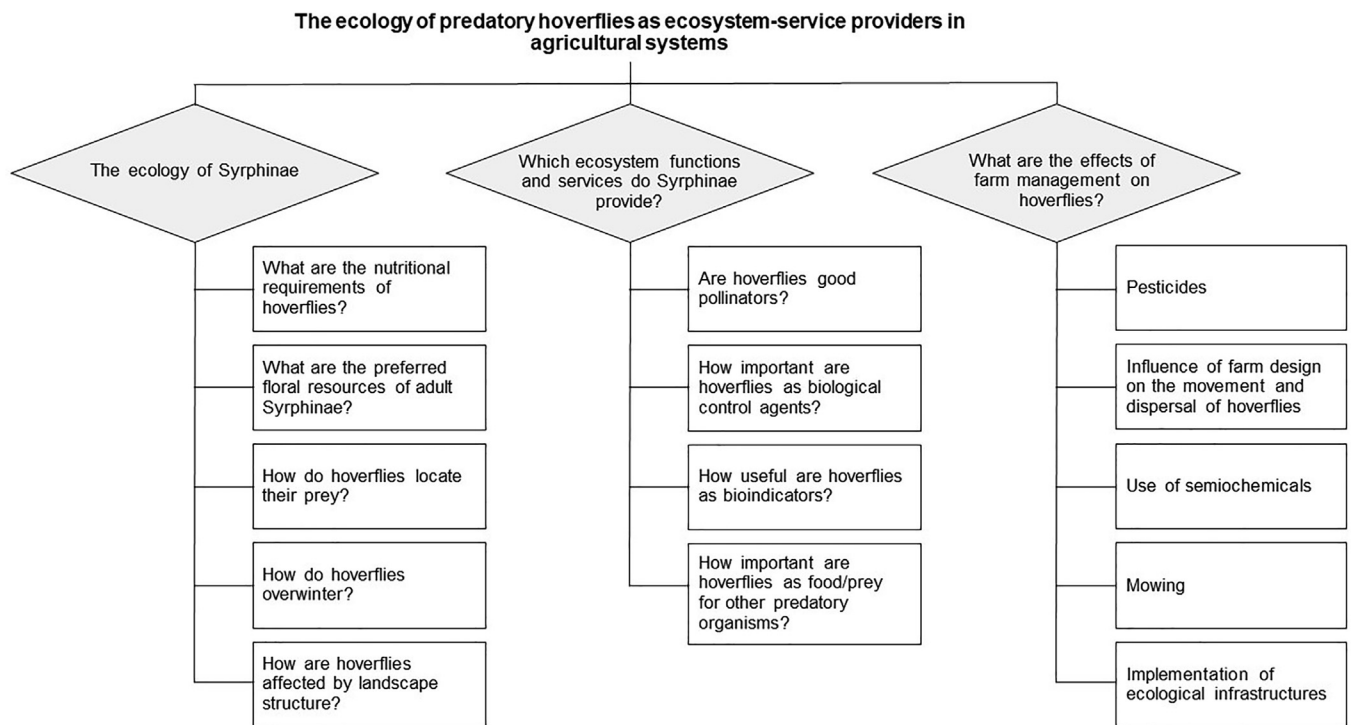 The ecology of predatory hoverflies as ecosystem-service providers in
agricultural systems
The ecology of Syrphinae
What are the nutritional
requirements of
hoverflies?
What are the preferred
floral resources of adult
Syrphinae?
How do hoverflies locate
their prey?
How do hoverflies
overwinter?
How are hoverflies
affected by landscape
structure?
Which ecosystem functions
and services do Syrphinae
provide?
Are hoverflies good
pollinators?
How important are
hoverflies as biological
control agents?
How useful are hoverflies
as bioindicators?
How important are
hoverflies as food/prey
for other predatory
organisms?
What are the effects of
farm management on
hoverflies?
Pesticides
Influence of farm design
on the movement and
dispersal of hoverflies
Use of semiochemicals
Mowing
Implementation of
ecological infrastructures